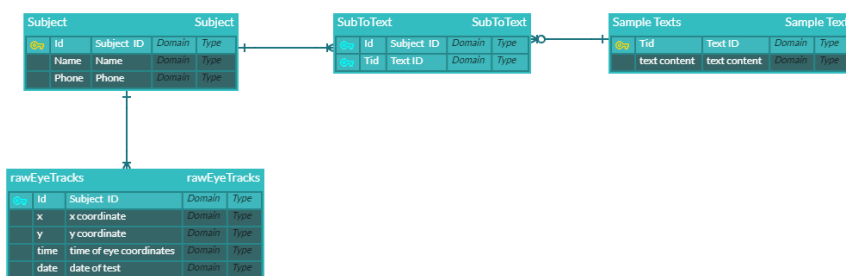 Subject Subject
Id Subject ID Domain Type
Name Name Domain Type
Phone Phone Domain Type
SubToText SubToText
Id Subject ID Domain Type
Tid Text ID Domain Type
Sample Texts Sample Text
Tid Text ID Domain Type
text content text content Domain Type
rawEyeTracks rawEyeTracks
Id Subject ID Domain Type
x x coordinate Domain Type
y y coordinate Domain Type
time time of eye coordinates Domain Type
date date of test Domain Type